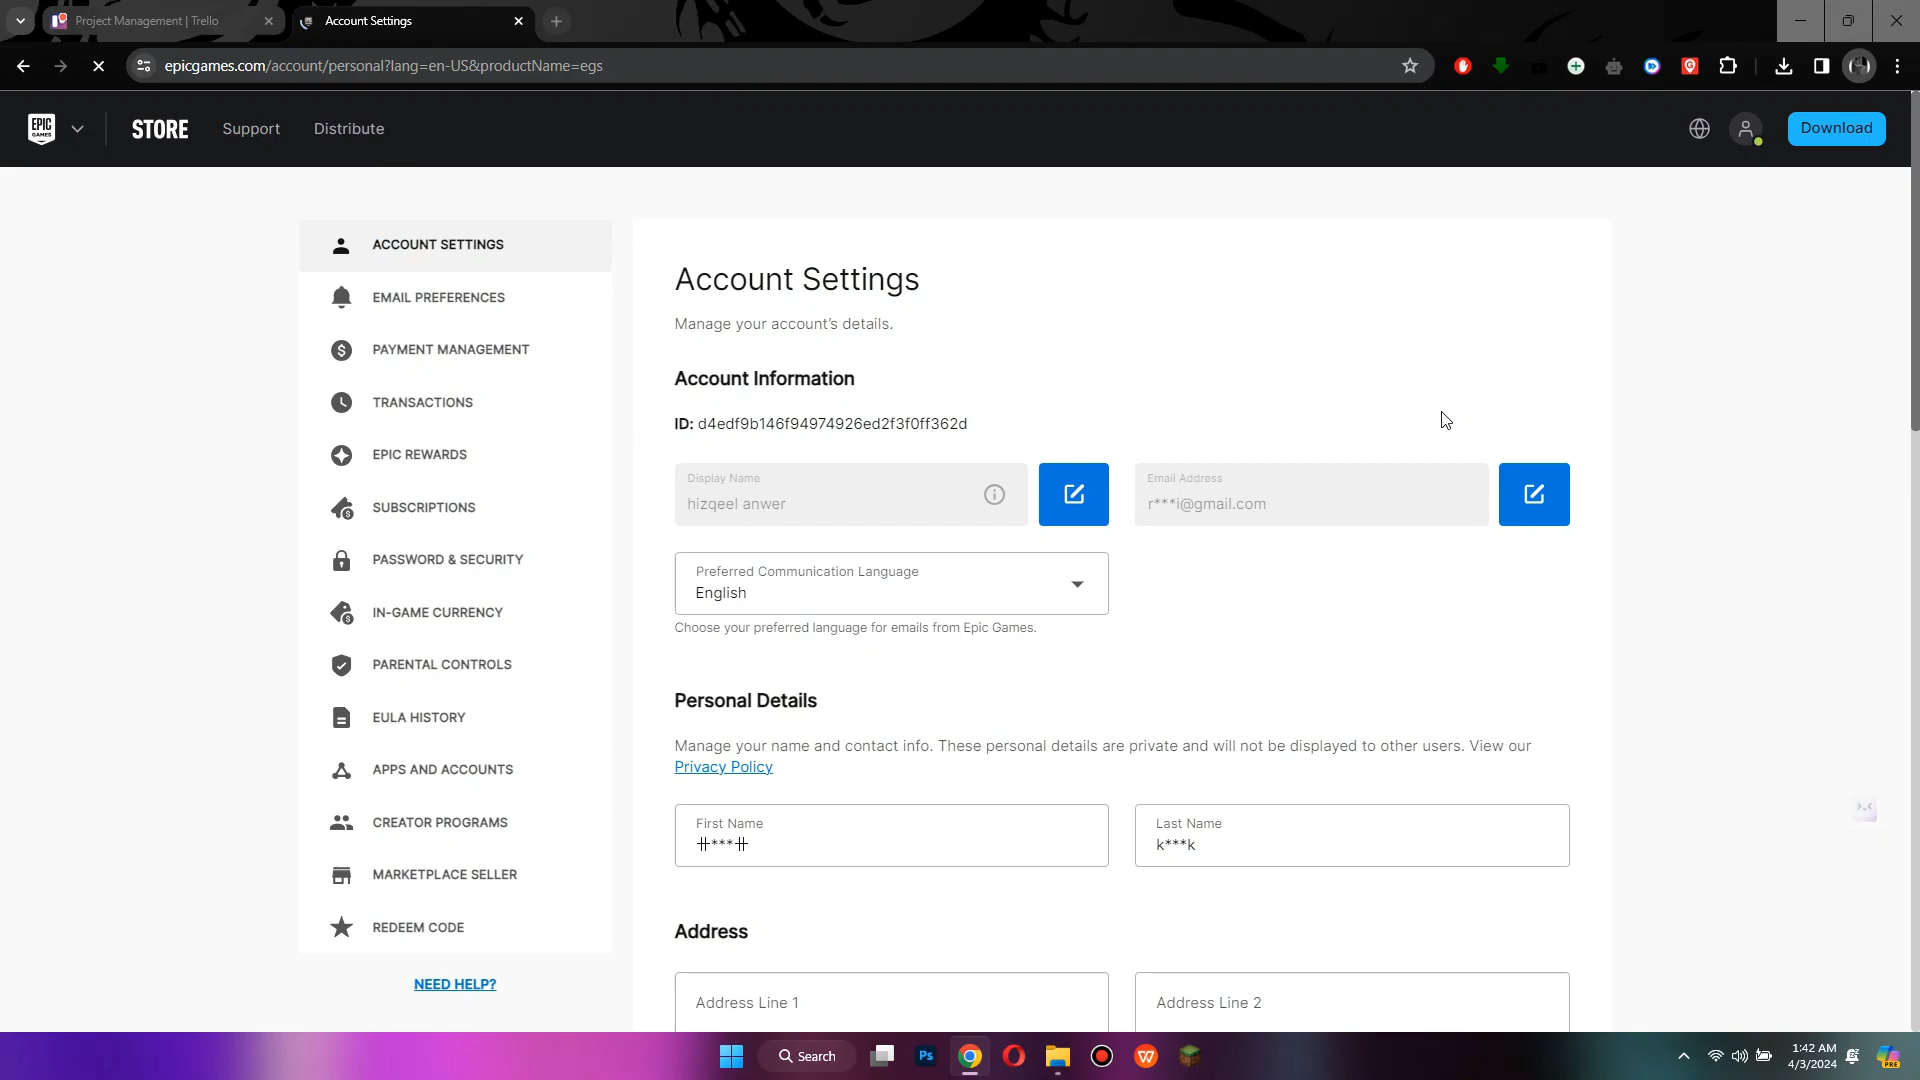 Project Management | Trello
Account Settings
epicgames.com/account/personal?lang=en-US&productName=egs
EPIC GAMES
STORE
Support
Distribute
Download
ACCOUNT SETTINGS
EMAIL PREFERENCES
PAYMENT MANAGEMENT
TRANSACTIONS
EPIC REWARDS
SUBSCRIPTIONS
PASSWORD & SECURITY
IN-GAME CURRENCY
PARENTAL CONTROLS
EULA HISTORY
APPS AND ACCOUNTS
CREATOR PROGRAMS
MARKETPLACE SELLER
REDEEM CODE
NEED HELP?
Account Settings
Manage your account’s details.
Account Information
ID: d4edf9b146f94974926ed2f3f0ff362d
Display Name
hizqeel anwer
Email Address
r***i@gmail.com
Preferred Communication Language
English
Choose your preferred language for emails from Epic Games.
Personal Details
Manage your name and contact info. These personal details are private and will not be displayed to other users. View our
Privacy Policy
First Name
卄***卄
Last Name
k***k
Address
Address Line 1
Address Line 2
Search
Ps
1:42 AM
4/3/2024
PRE